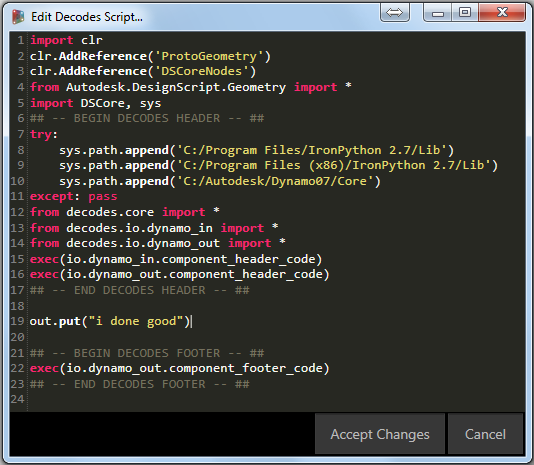 Edit Decodes Script...
1 import clr
2 clr.AddReference('ProtoGeometry')
3 clr.AddReference('DSCoreNodes')
4 from Autodesk.DesignScript.Geometry import *
5 import DSCore, sys
6 ## -- BEGIN DECODES HEADER -- ##
7 try:
8     sys.path.append('C:/Program Files/IronPython 2.7/Lib')
9     sys.path.append('C:/Program Files (x86)/IronPython 2.7/Lib')
10     sys.path.append('C:/Autodesk/Dynamo07/Core')
11 except: pass
12 from decodes.core import *
13 from decodes.io.dynamo_in import *
14 from decodes.io.dynamo_out import *
15 exec(io.dynamo_in.component_header_code)
16 exec(io.dynamo_out.component_header_code)
17 ## -- END DECODES HEADER -- ##
18
19 out.put("i done good")
20
21 ## -- BEGIN DECODES FOOTER -- ##
22 exec(io.dynamo_out.component_footer_code)
23 ## -- END DECODES FOOTER -- ##
24
Accept Changes
Cancel